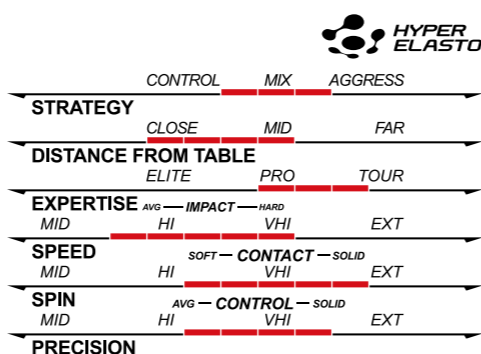 HYPER
ELASTO
CONTROL MIX AGGRESS
STRATEGY
CLOSE MID FAR
DISTANCE FROM TABLE
ELITE PRO TOUR
EXPERTISE AVG — IMPACT — HARD
MID HI VHI EXT
SPEED SOFT — CONTACT — SOLID
MID HI VHI EXT
SPIN AVG — CONTROL — SOLID
MID HI VHI EXT
PRECISION